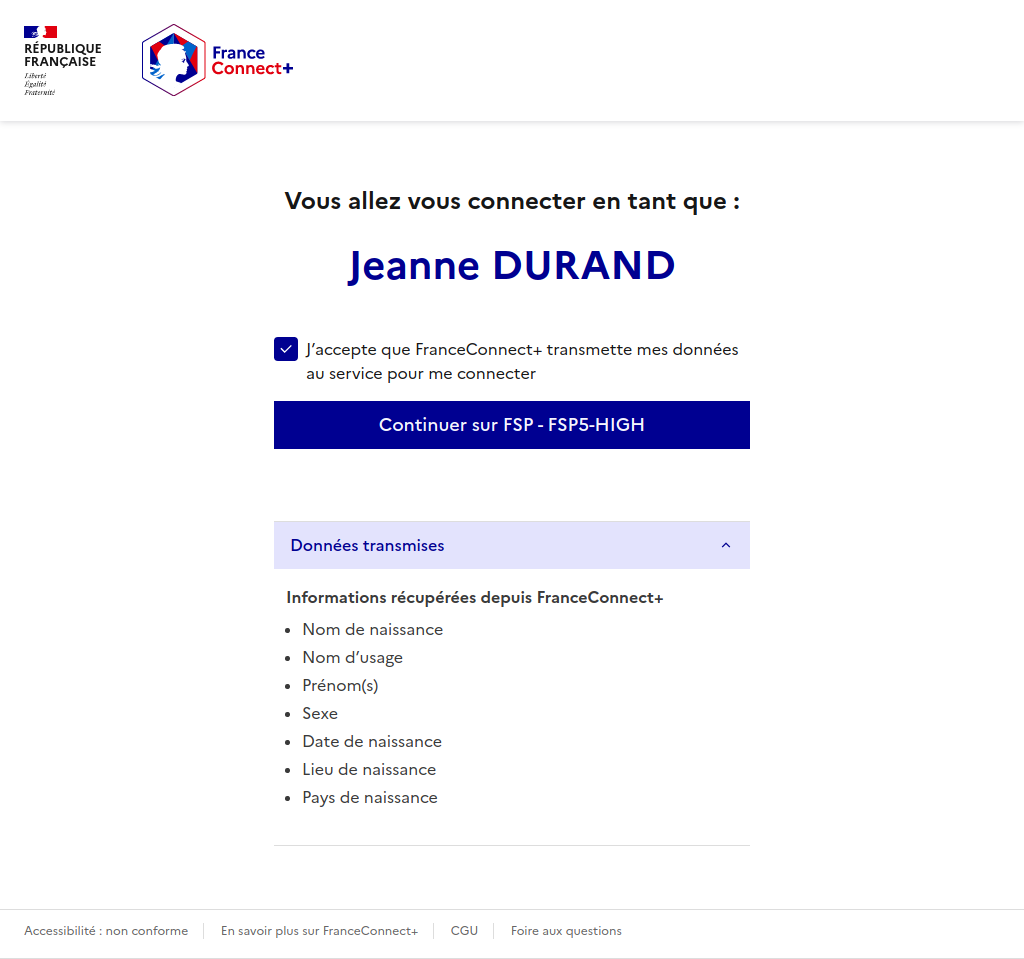 RÉPUBLIQUE
FRANÇAISE
Liberté
Égalité
Fraternité
France
Connect+
Vous allez vous connecter en tant que :
Jeanne DURAND
J’accepte que FranceConnect+ transmette mes données
au service pour me connecter
Continuer sur FSP - FSP5-HIGH
Données transmises
Informations récupérées depuis FranceConnect+
• Nom de naissance
• Nom d’usage
• Prénom(s)
• Sexe
• Date de naissance
• Lieu de naissance
• Pays de naissance
Accessibilité : non conforme En savoir plus sur FranceConnect+ CGU Foire aux questions